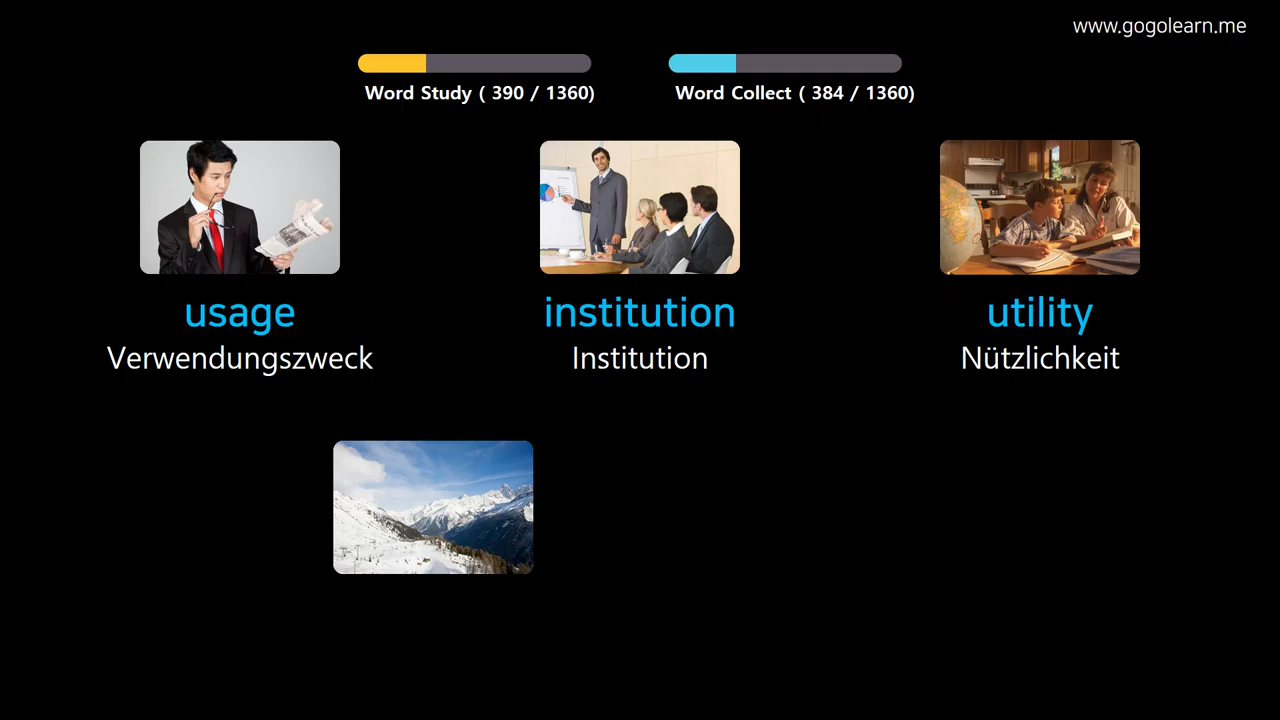 www.gogolearn.me
Word Study ( 390 / 1360)
Word Collect ( 384 / 1360)
usage
institution
utility
Verwendungszweck
Institution
Nützlichkeit